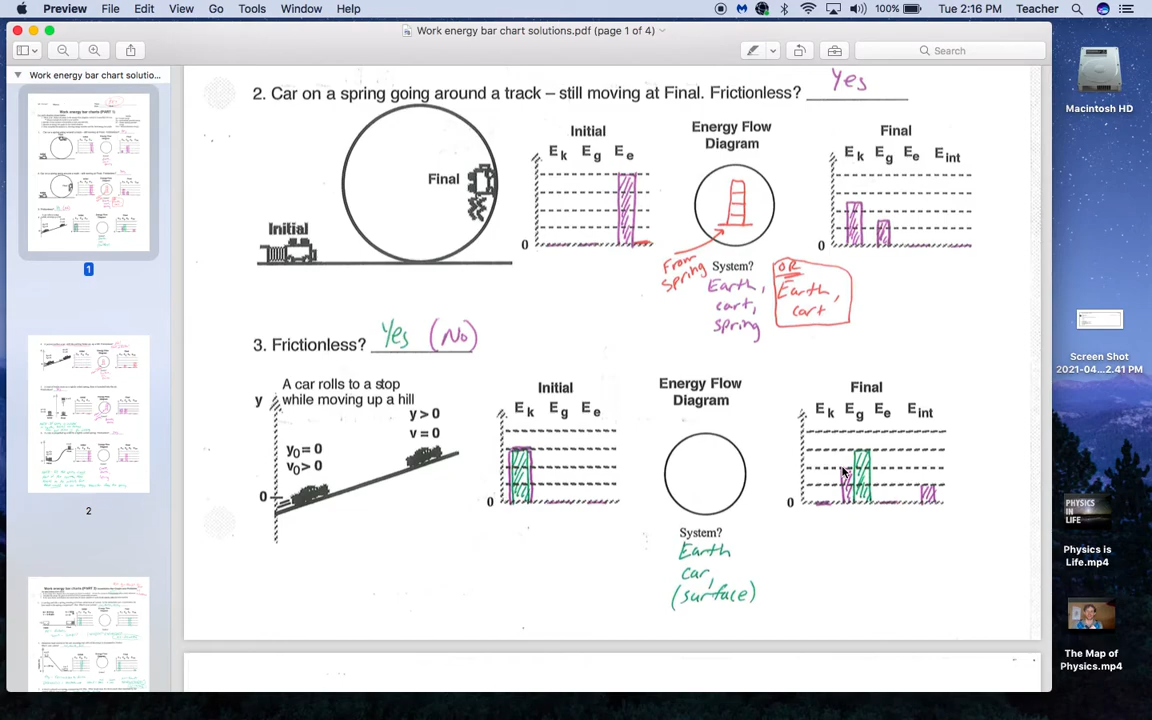 Preview File Edit View Go Tools Window Help 100% Tue 2:16 PM Teacher
Work energy bar chart solutions.pdf (page 1 of 4)
Search
Work energy bar chart solutio...
1
2
2. Car on a spring going around a track – still moving at Final. Frictionless? Yes
Initial
Energy Flow
Diagram
Final
Ek Eg Ee
Ek Eg Ee Eint
Final
Initial
0
0
From
spring
System?
Earth,
cart,
spring
OR
Earth,
cart
3. Frictionless? Yes (No)
A car rolls to a stop
while moving up a hill
y
y > 0
v = 0
y₀ = 0
v₀ > 0
0
Initial
Ek Eg Ee
0
Energy Flow
Diagram
Final
Ek Eg Ee Eint
0
System?
Earth
car,
(surface)
Macintosh HD
Screen Shot
2021-04...2.41 PM
PHYSICS
IN
LIFE
Physics is
Life.mp4
The Map of
Physics.mp4